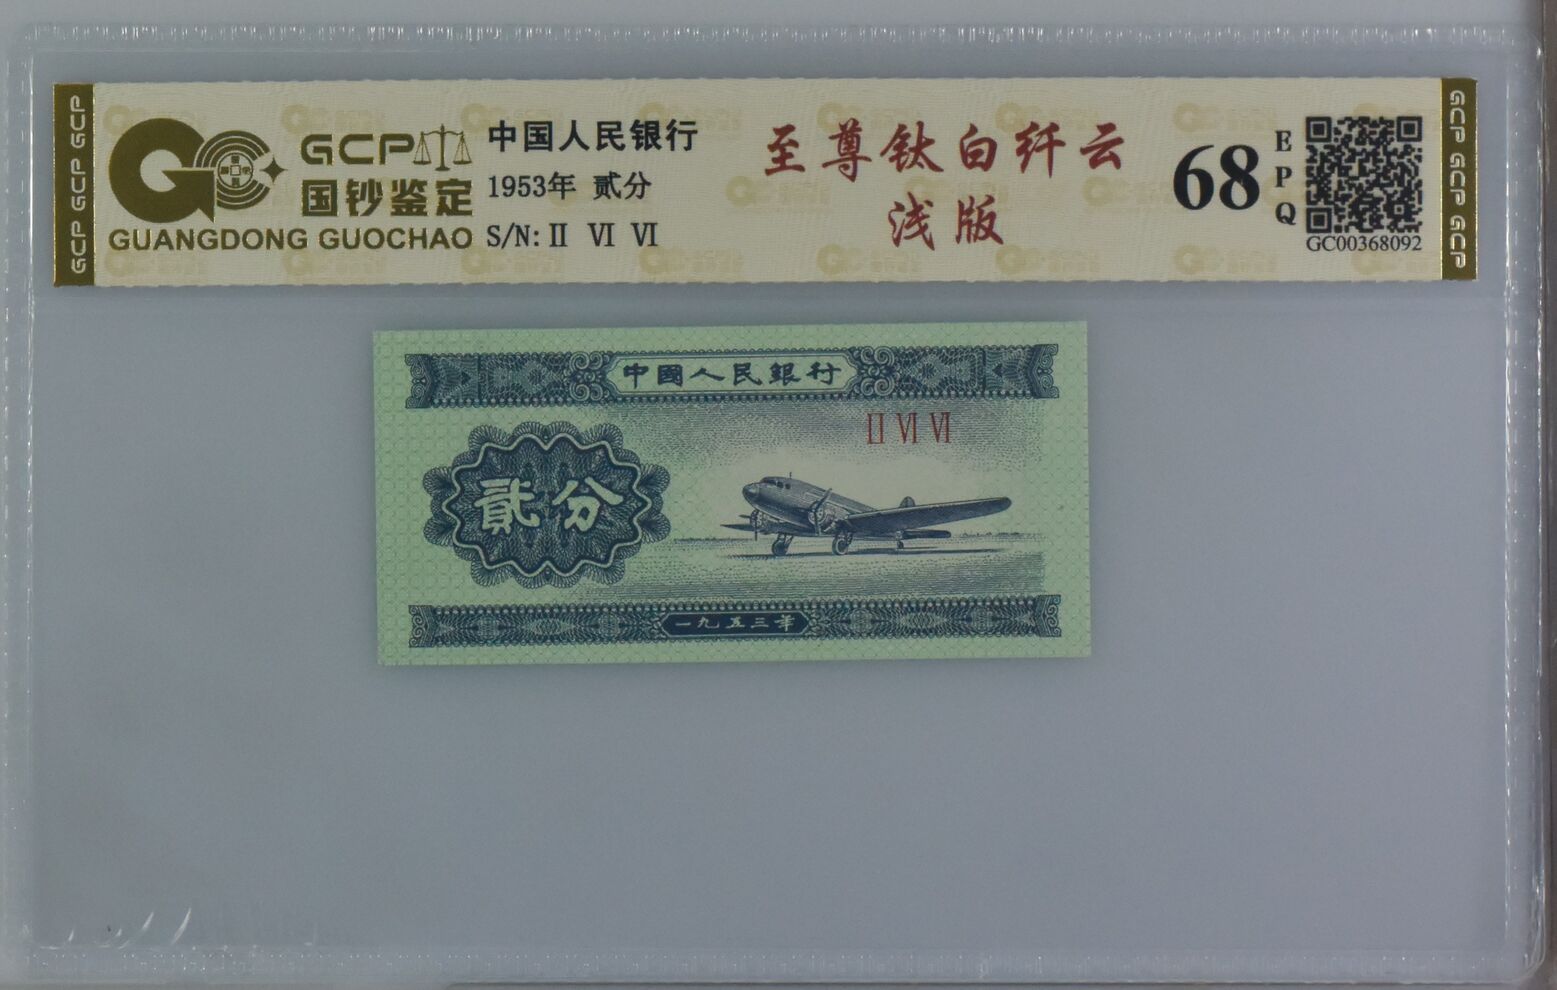 GCP GCP GCP
GCP
国钞鉴定
GUANGDONG GUOCHAO
中国人民银行
1953年 贰分
S/N: Ⅱ Ⅵ Ⅵ
至尊钛白纤云
浅版
68
EPQ
GC00368092
GCP GCP GCP
中國人民銀行
Ⅱ Ⅵ Ⅵ
貳分
一九五三年